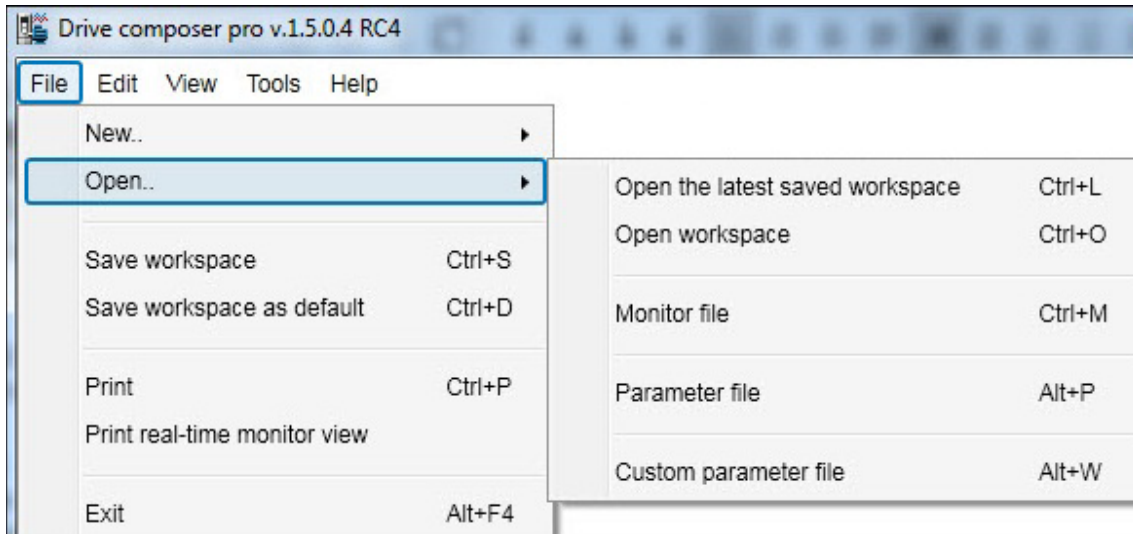 Drive composer pro v.1.5.0.4 RC4
File Edit View Tools Help
New..
Open..
Save workspace Ctrl+S
Save workspace as default Ctrl+D
Print Ctrl+P
Print real-time monitor view
Exit Alt+F4
Open the latest saved workspace Ctrl+L
Open workspace Ctrl+O
Monitor file Ctrl+M
Parameter file Alt+P
Custom parameter file Alt+W